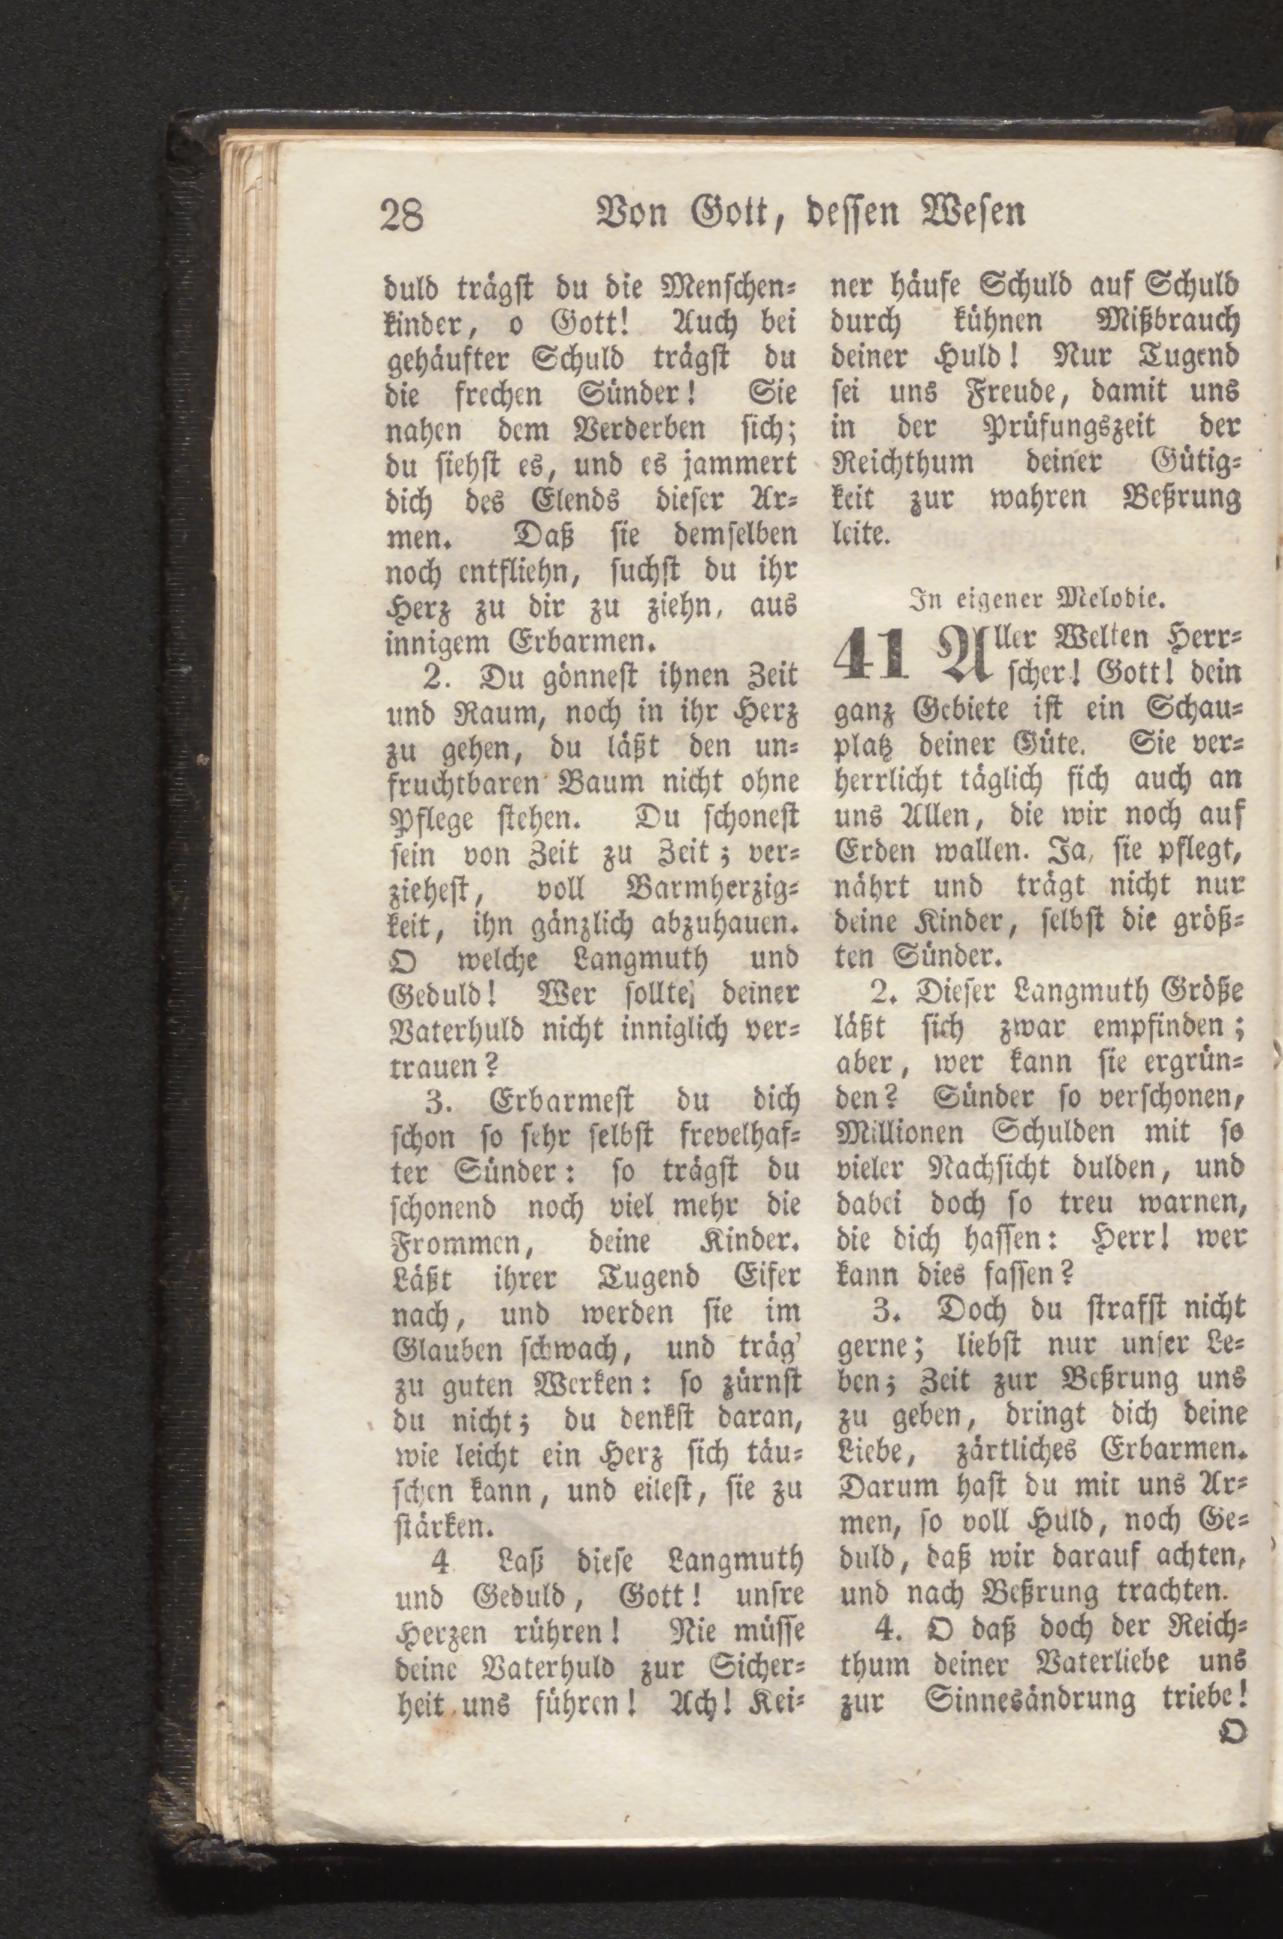 28
Von Gott, dessen Wesen
duld trägst du die Menschen⸗
kinder, o Gott! Auch bei
gehäufter Schuld trägst du
die frechen Sünder! Sie
nahen dem Verderben sich;
du siehst es, und es jammert
dich des Elends dieser Ar⸗
men. Daß sie demselben
noch entfliehn, suchst du ihr
Herz zu dir zu ziehn, aus
innigem Erbarmen.
2. Du gönnest ihnen Zeit
und Raum, noch in ihr Herz
zu gehen, du läßt den un⸗
fruchtbaren Baum nicht ohne
Pflege stehen. Du schonest
sein von Zeit zu Zeit; ver⸗
ziehest, voll Barmherzig⸗
keit, ihn gänzlich abzuhauen.
O welche Langmuth und
Geduld! Wer sollte deiner
Vaterhuld nicht inniglich ver⸗
trauen?
3. Erbarmest du dich
schon so sehr selbst frevelhaf⸗
ter Sünder: so trägst du
schonend noch viel mehr die
Frommen, deine Kinder.
Läßt ihrer Tugend Eifer
nach, und werden sie im
Glauben schwach, und träg'
zu guten Werken: so zürnst
du nicht; du denkst daran,
wie leicht ein Herz sich täu⸗
schen kann, und eilest, sie zu
stärken.
4 Laß diese Langmuth
und Geduld, Gott! unsre
Herzen rühren! Nie müsse
deine Vaterhuld zur Sicher⸗
heit uns führen! Ach! Kei⸗
ner häufe Schuld auf Schuld
durch kühnen Mißbrauch
deiner Huld! Nur Tugend
sei uns Freude, damit uns
in der Prüfungszeit der
Reichthum deiner Gütig⸗
keit zur wahren Beßrung
leite.
In eigener Melodie.
41 Aller Welten Herr⸗
scher! Gott! dein
ganz Gebiete ist ein Schau⸗
platz deiner Güte. Sie ver⸗
herrlicht täglich sich auch an
uns Allen, die wir noch auf
Erden wallen. Ja, sie pflegt,
nährt und trägt nicht nur
deine Kinder, selbst die größ⸗
ten Sünder.
2. Dieser Langmuth Größe
läßt sich zwar empfinden;
aber, wer kann sie ergrün⸗
den? Sünder so verschonen,
Millionen Schulden mit so
vieler Nachsicht dulden, und
dabei doch so treu warnen,
die dich hassen: Herr! wer
kann dies fassen?
3. Doch du strafst nicht
gerne; liebst nur unser Le⸗
ben; Zeit zur Beßrung uns
zu geben, dringt dich deine
Liebe, zärtliches Erbarmen.
Darum hast du mit uns Ar⸗
men, so voll Huld, noch Ge⸗
duld, daß wir darauf achten,
und nach Beßrung trachten.
4. O daß doch der Reich⸗
thum deiner Vaterliebe uns
zur Sinnesändrung triebe!
O